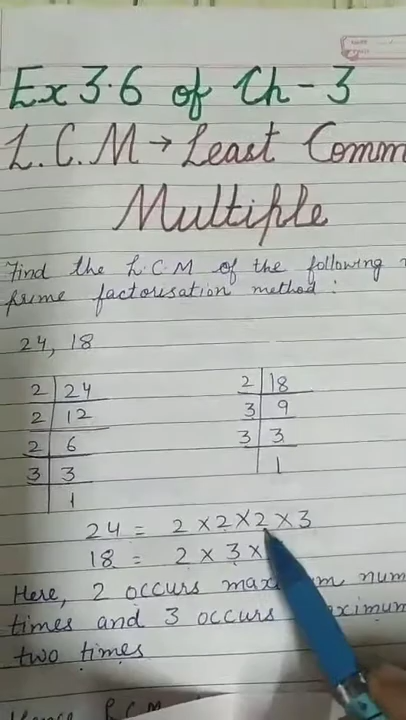 Ex 3.6 of Ch-3
L.C.M → Least Comm
Multiple
Find the L.C.M of the following
prime factorisation method:
24, 18
2 24
2 12
2 6
3 3
1
2 18
3 9
3 3
1
24 = 2 × 2 × 2 × 3
18 = 2 × 3 ×
Here, 2 occurs num
times and 3 occurs
two times
L.C.M